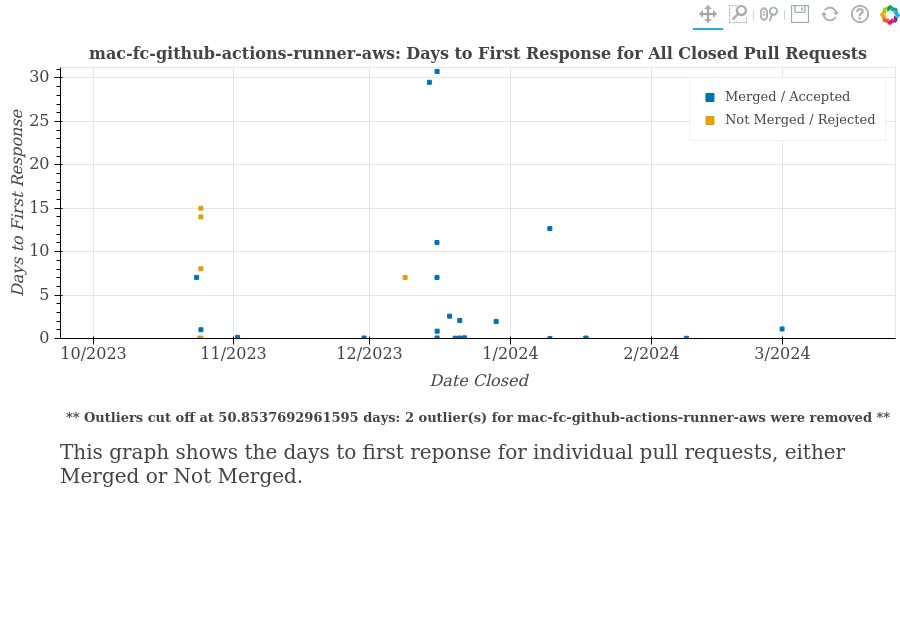 mac-fc-github-actions-runner-aws: Days to First Response for All Closed Pull Requests
30
25
20
15
10
5
0
Days to First Response
Merged / Accepted
Not Merged / Rejected
10/2023
11/2023
12/2023
1/2024
2/2024
3/2024
Date Closed
** Outliers cut off at 50.8537692961595 days: 2 outlier(s) for mac-fc-github-actions-runner-aws were removed **
This graph shows the days to first reponse for individual pull requests, either
Merged or Not Merged.